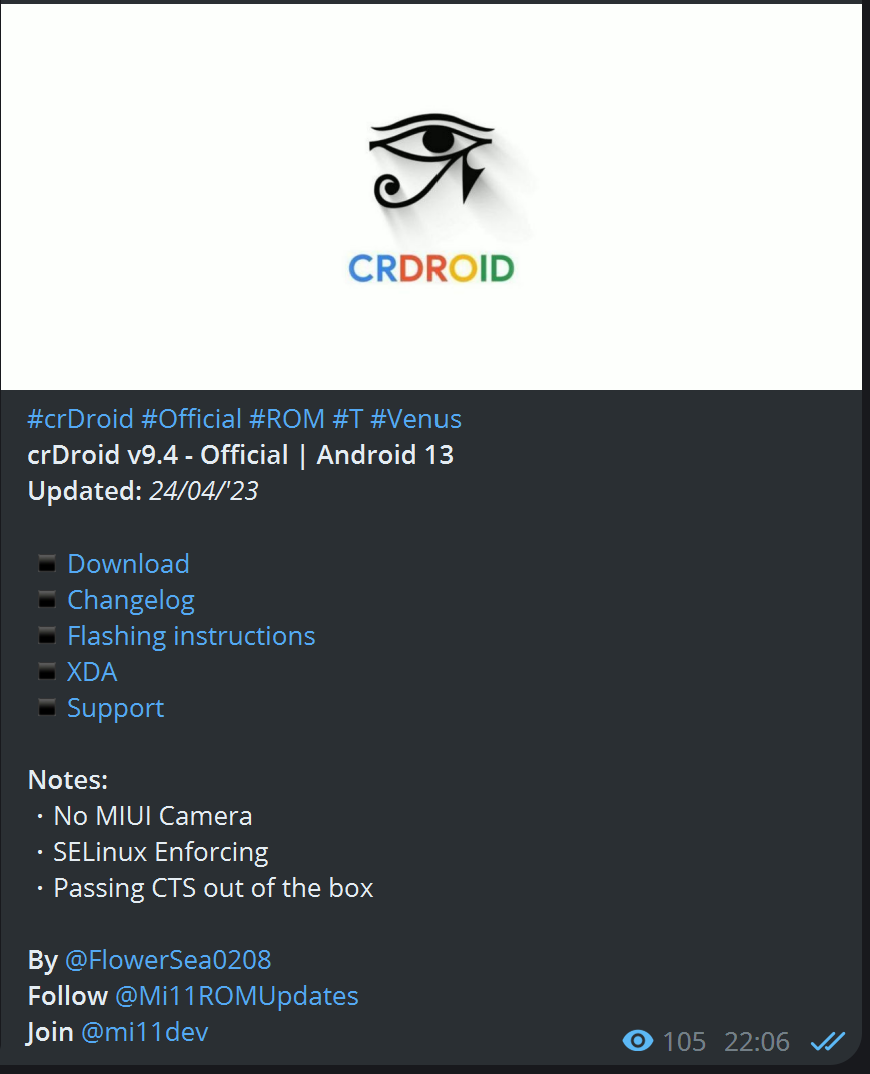 CRDROID
#crDroid #Official #ROM #T #Venus
crDroid v9.4 - Official | Android 13
Updated: 24/04/'23
▪ Download
▪ Changelog
▪ Flashing instructions
▪ XDA
▪ Support
Notes:
· No MIUI Camera
· SELinux Enforcing
· Passing CTS out of the box
By @FlowerSea0208
Follow @Mi11ROMUpdates
Join @mi11dev
105 22:06